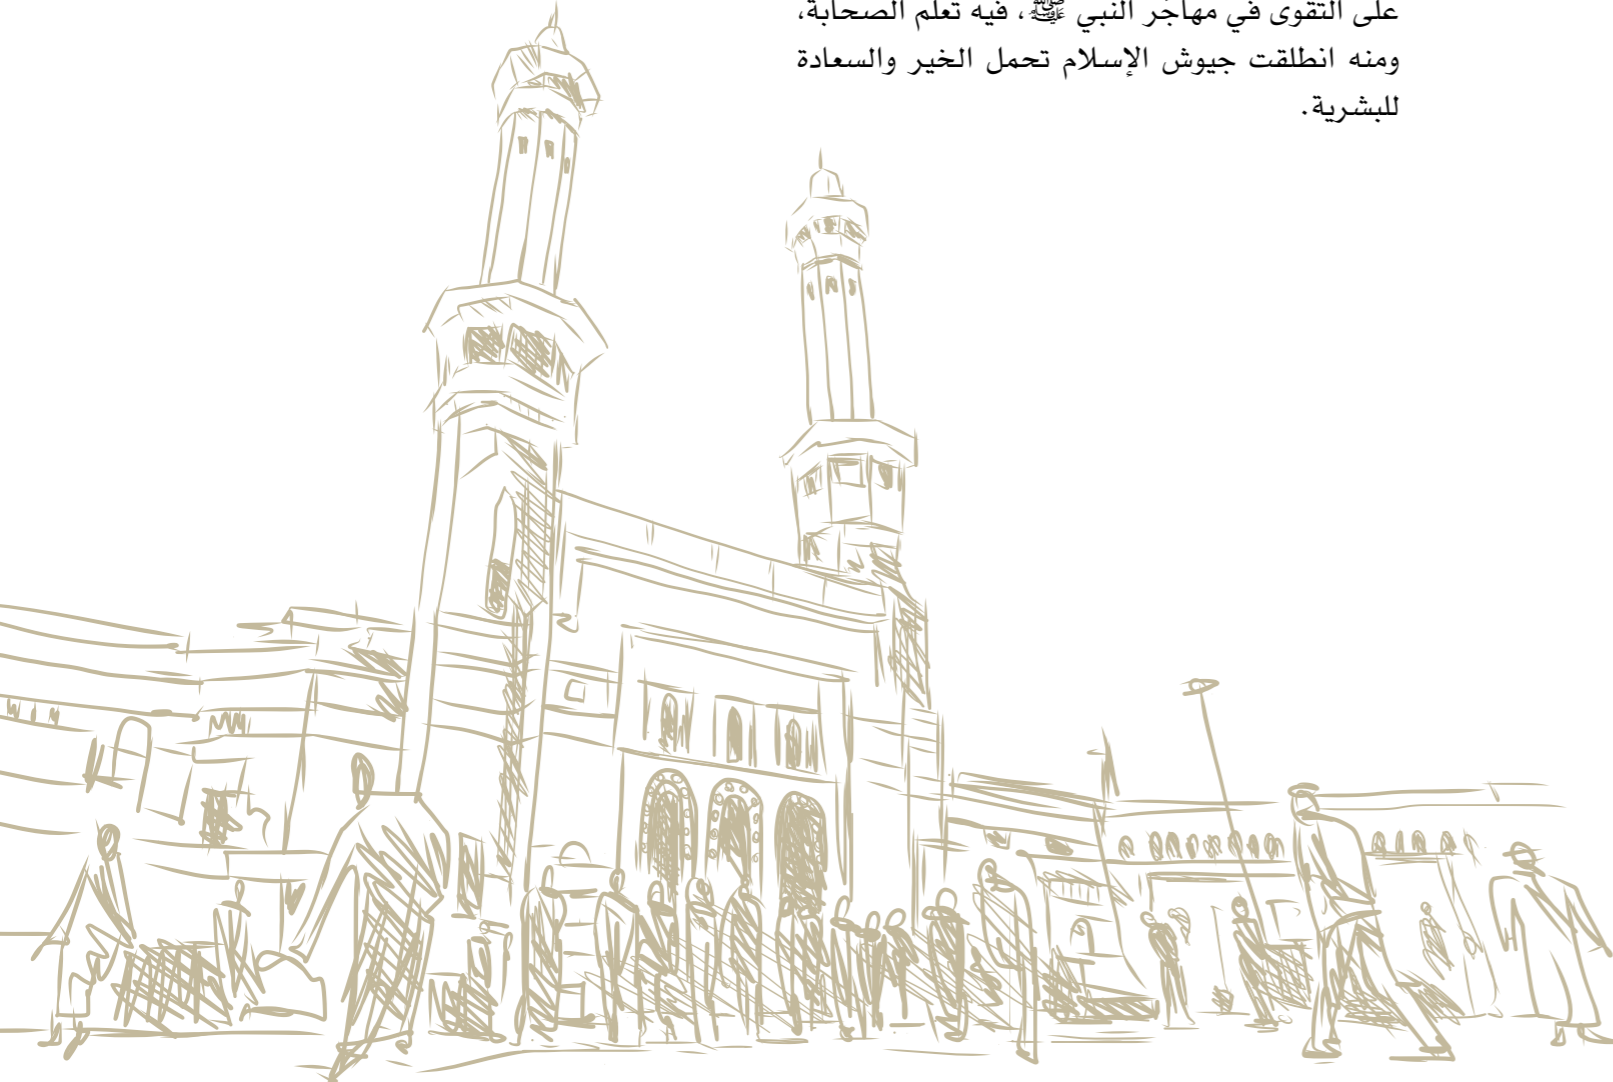 على التقوى في مهاجَر النبي ﷺ، فيه تعلم الصحابة،
ومنه انطلقت جيوش الإسلام تحمل الخير والسعادة
للبشرية.